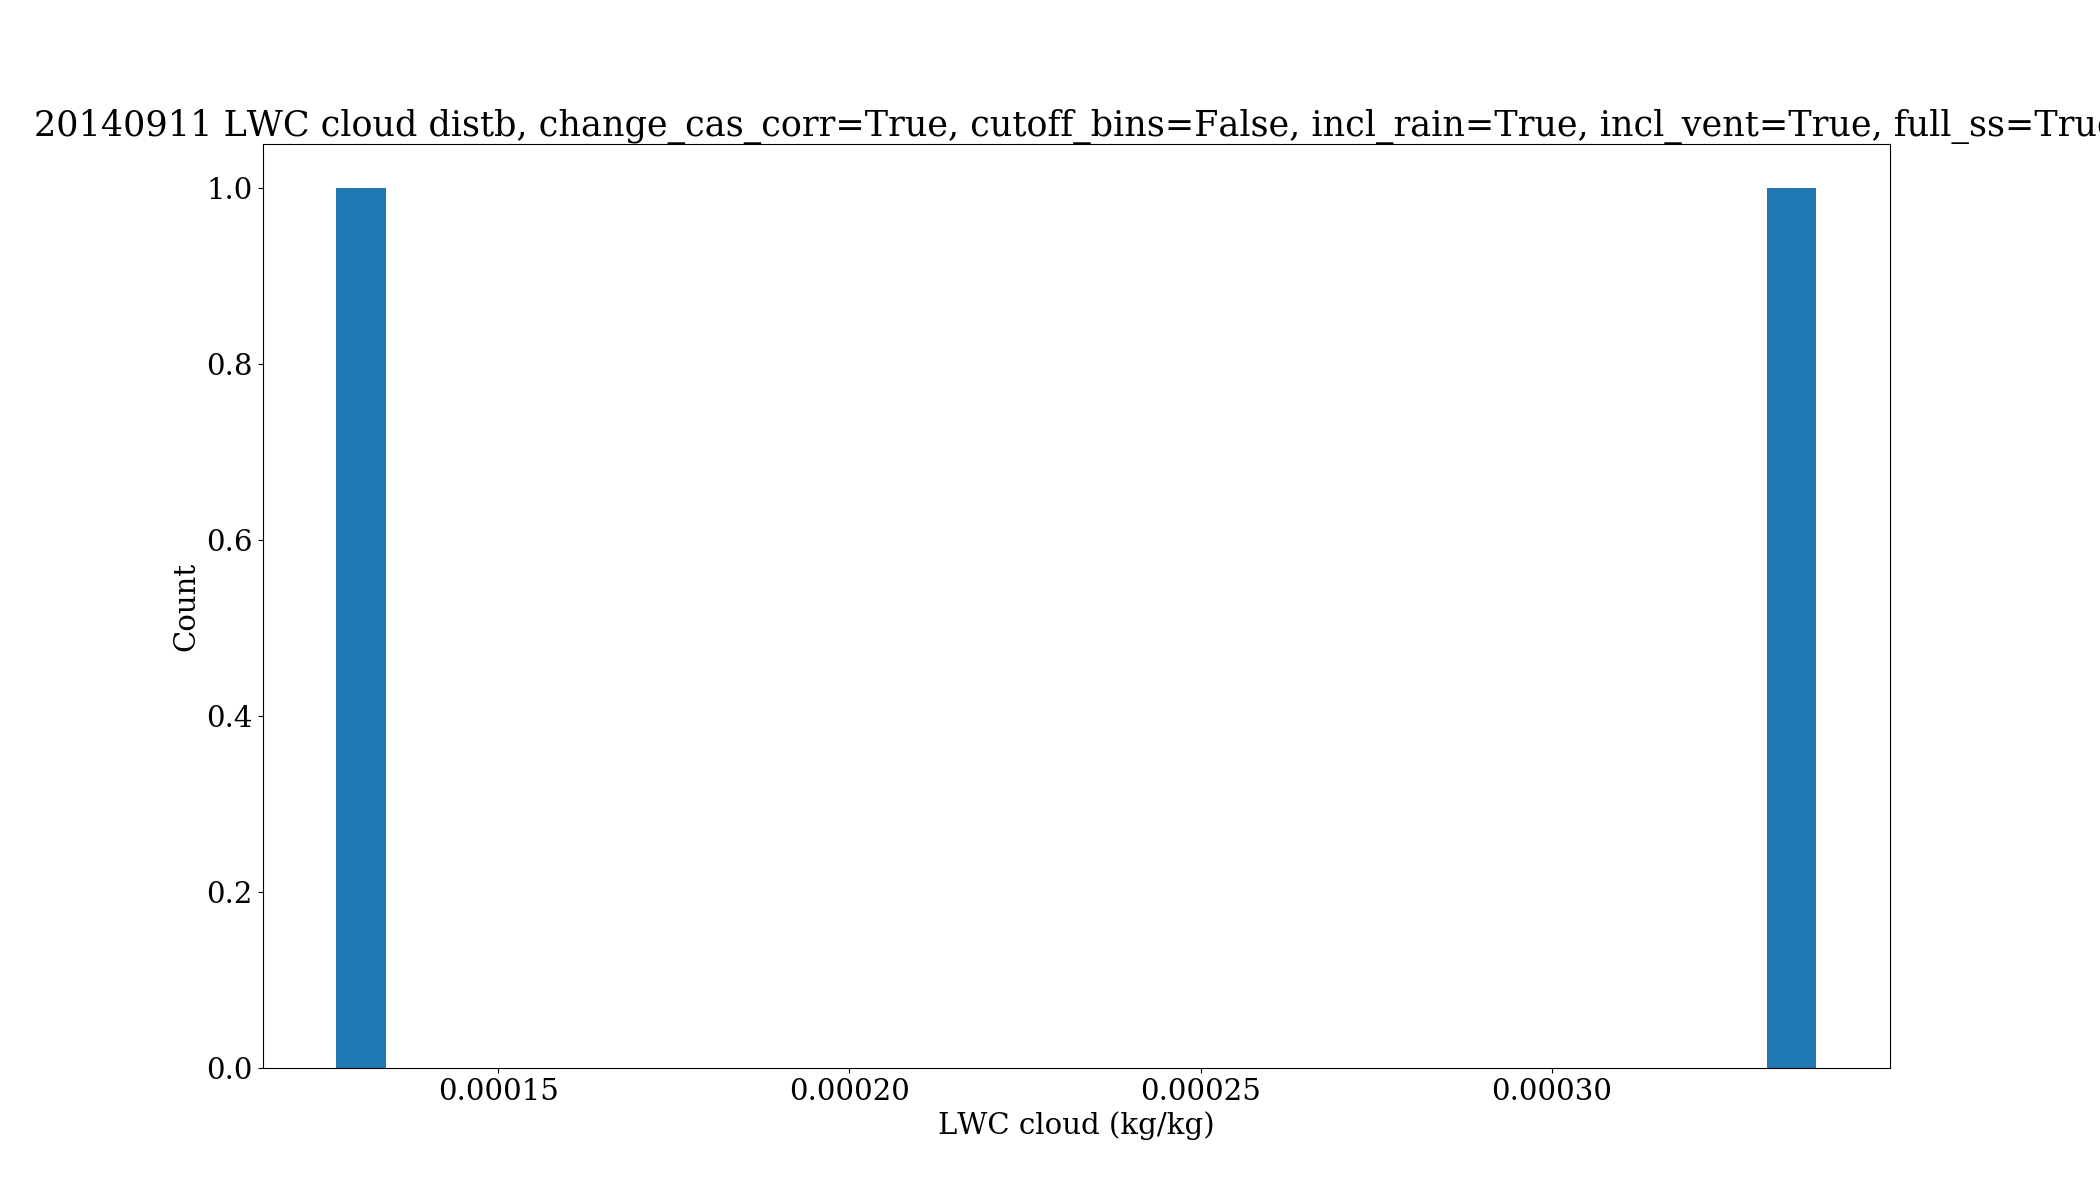 20140911 LWC cloud distb, change_cas_corr=True, cutoff_bins=False, incl_rain=True, incl_vent=True, full_ss=True
1.0
0.8
0.6
0.4
0.2
0.0
Count
0.00015 0.00020 0.00025 0.00030
LWC cloud (kg/kg)